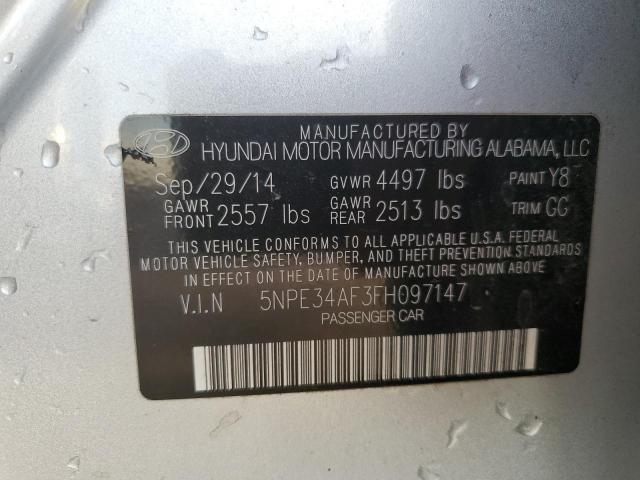 MANUFACTURED BY
HYUNDAI MOTOR MANUFACTURING ALABAMA, LLC
Sep/29/14 GVWR 4497 lbs PAINT Y8
GAWR FRONT 2557 lbs GAWR REAR 2513 lbs TRIM GG
THIS VEHICLE CONFORMS TO ALL APPLICABLE U.S.A. FEDERAL
MOTOR VEHICLE SAFETY, BUMPER, AND THEFT PREVENTION STANDARDS
IN EFFECT ON THE DATE OF MANUFACTURE SHOWN ABOVE.
V.I.N 5NPE34AF3FH097147
PASSENGER CAR